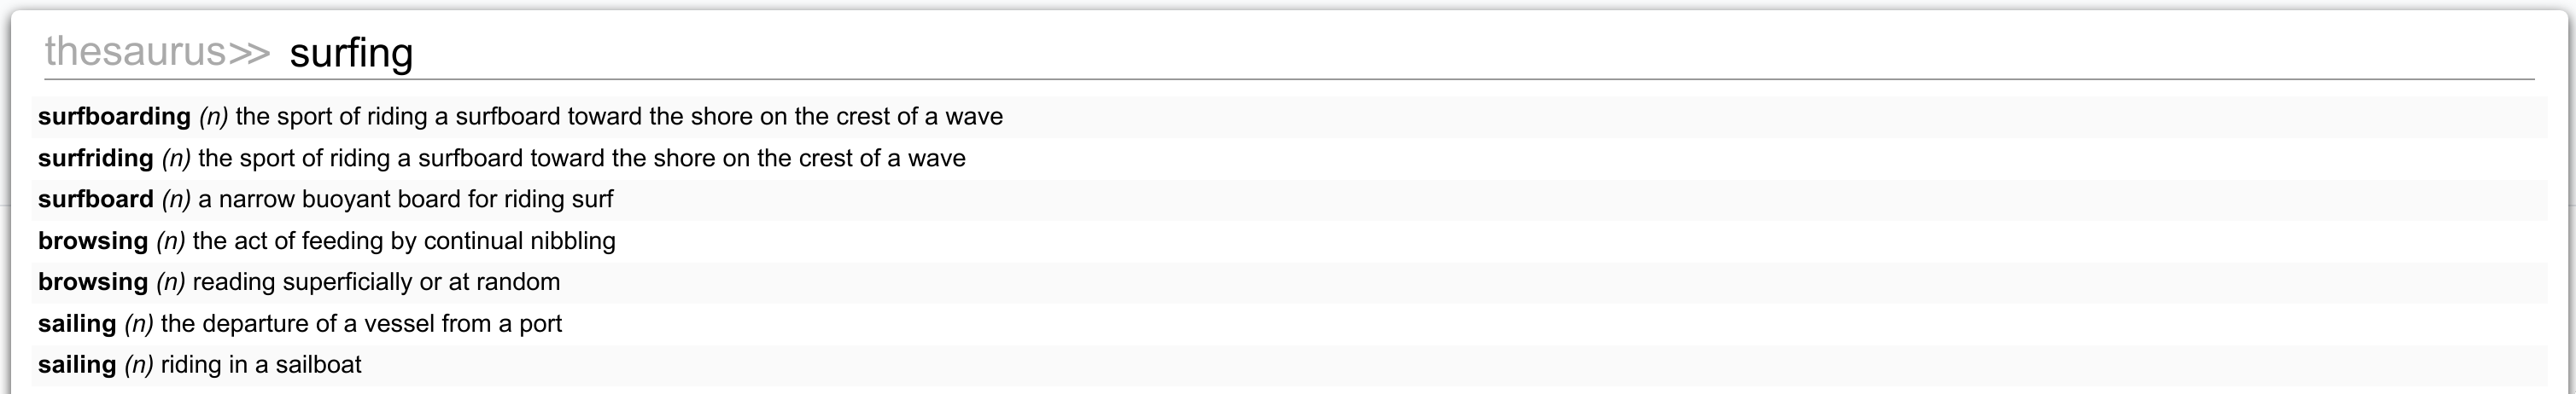 thesaurus>> surfing
surfboarding (n) the sport of riding a surfboard toward the shore on the crest of a wave
surfriding (n) the sport of riding a surfboard toward the shore on the crest of a wave
surfboard (n) a narrow buoyant board for riding surf
browsing (n) the act of feeding by continual nibbling
browsing (n) reading superficially or at random
sailing (n) the departure of a vessel from a port
sailing (n) riding in a sailboat